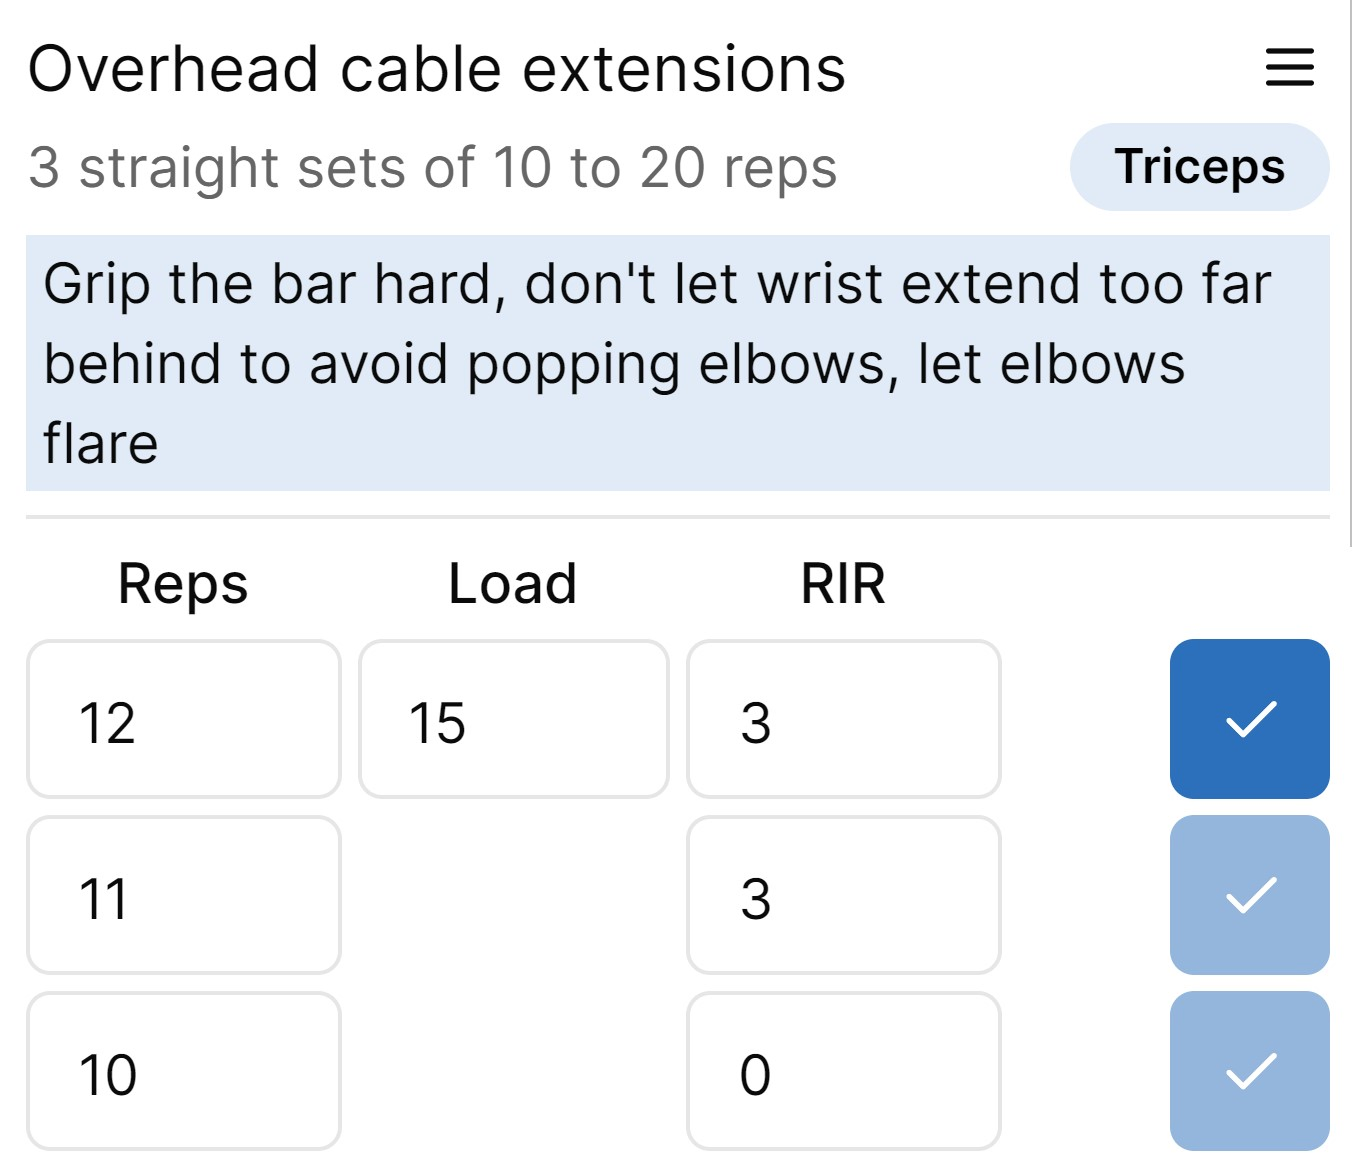 Overhead cable extensions
3 straight sets of 10 to 20 reps
Triceps
Grip the bar hard, don't let wrist extend too far
behind to avoid popping elbows, let elbows
flare
Reps Load RIR
12 15 3
11 3
10 0